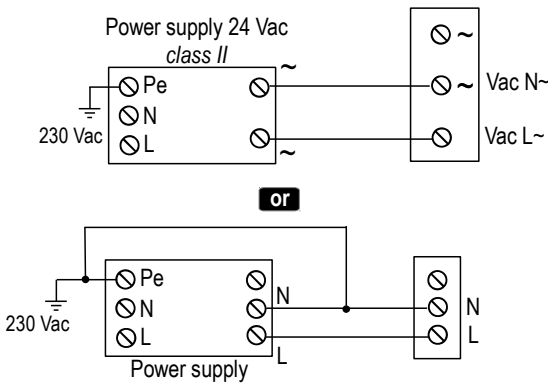 Power supply 24 Vac
class II
~
~
Pe
~
Vac N~
N
230 Vac
L
Vac L~
~
or
Pe
N
N
N
230 Vac
L
L
L
Power supply